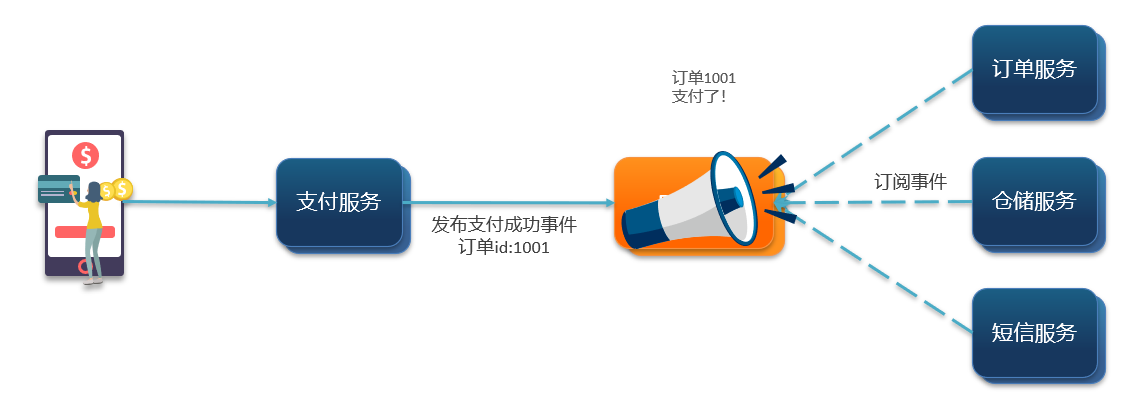 支付服务
发布支付成功事件
订单id:1001
订单1001
支付了！
订阅事件
订单服务
仓储服务
短信服务